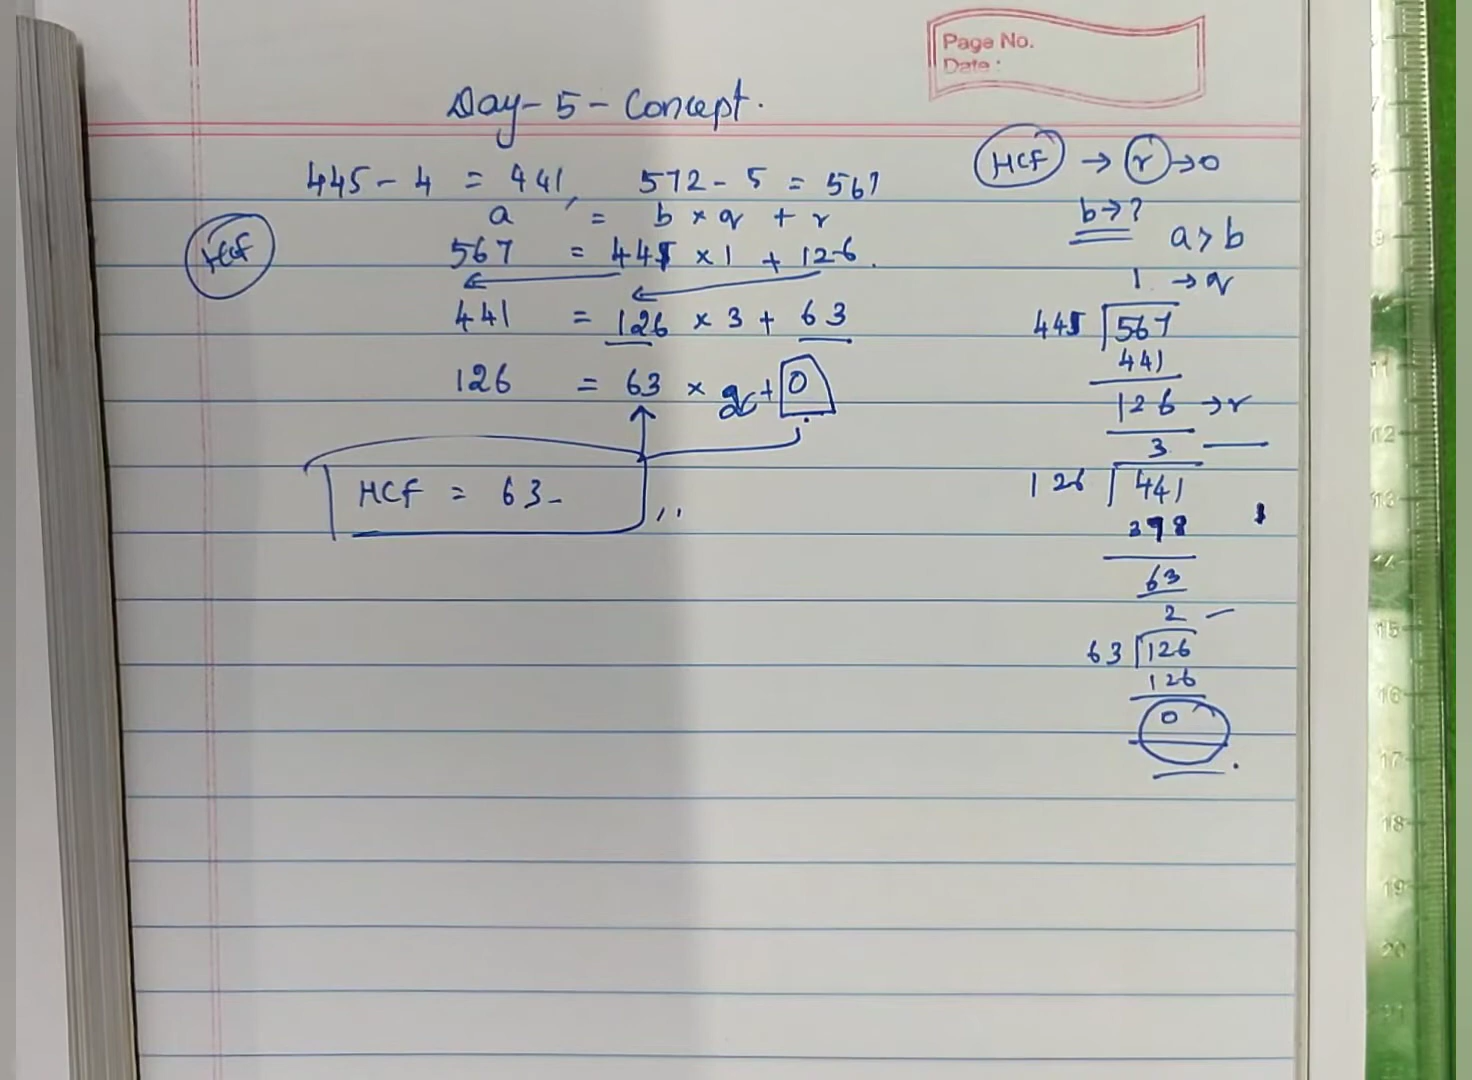 Page No.
Date :
Day - 5 - Concept.
445 - 4 = 441, 572 - 5 = 567
a = b × q + r
HCF
567 = 445 × 1 + 126.
441 = 126 × 3 + 63
126 = 63 × 2 + 0
HCF = 63
HCF → r → 0
b → ?
a > b
1 → q
445 567
441
126 → r
3
126 441
398
63
2
63 126
126
0